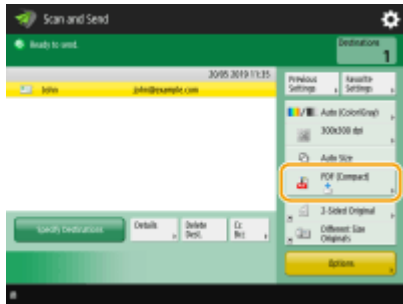 Scan and Send
Ready to send.
Destinations
1
20/05 2019 11:35
John john@example.com
Previous Settings
Favorite Settings
Auto (Color/Gray)
300x300 dpi
Auto Size
PDF (Compact)
2-Sided Original
Different Size Originals
Specify Destinations
Details
Delete Dest.
Cc Bcc
Options